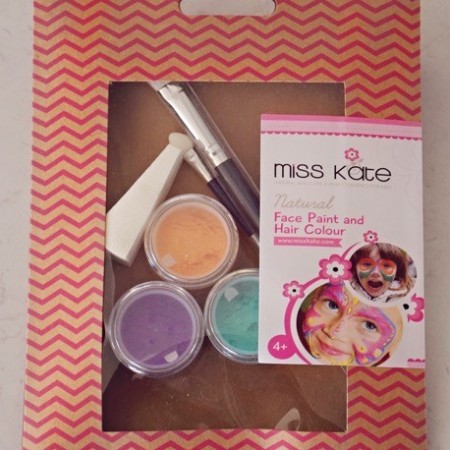 miss kate
Natural
Face Paint and
Hair Colour
www.misskate.com
4+